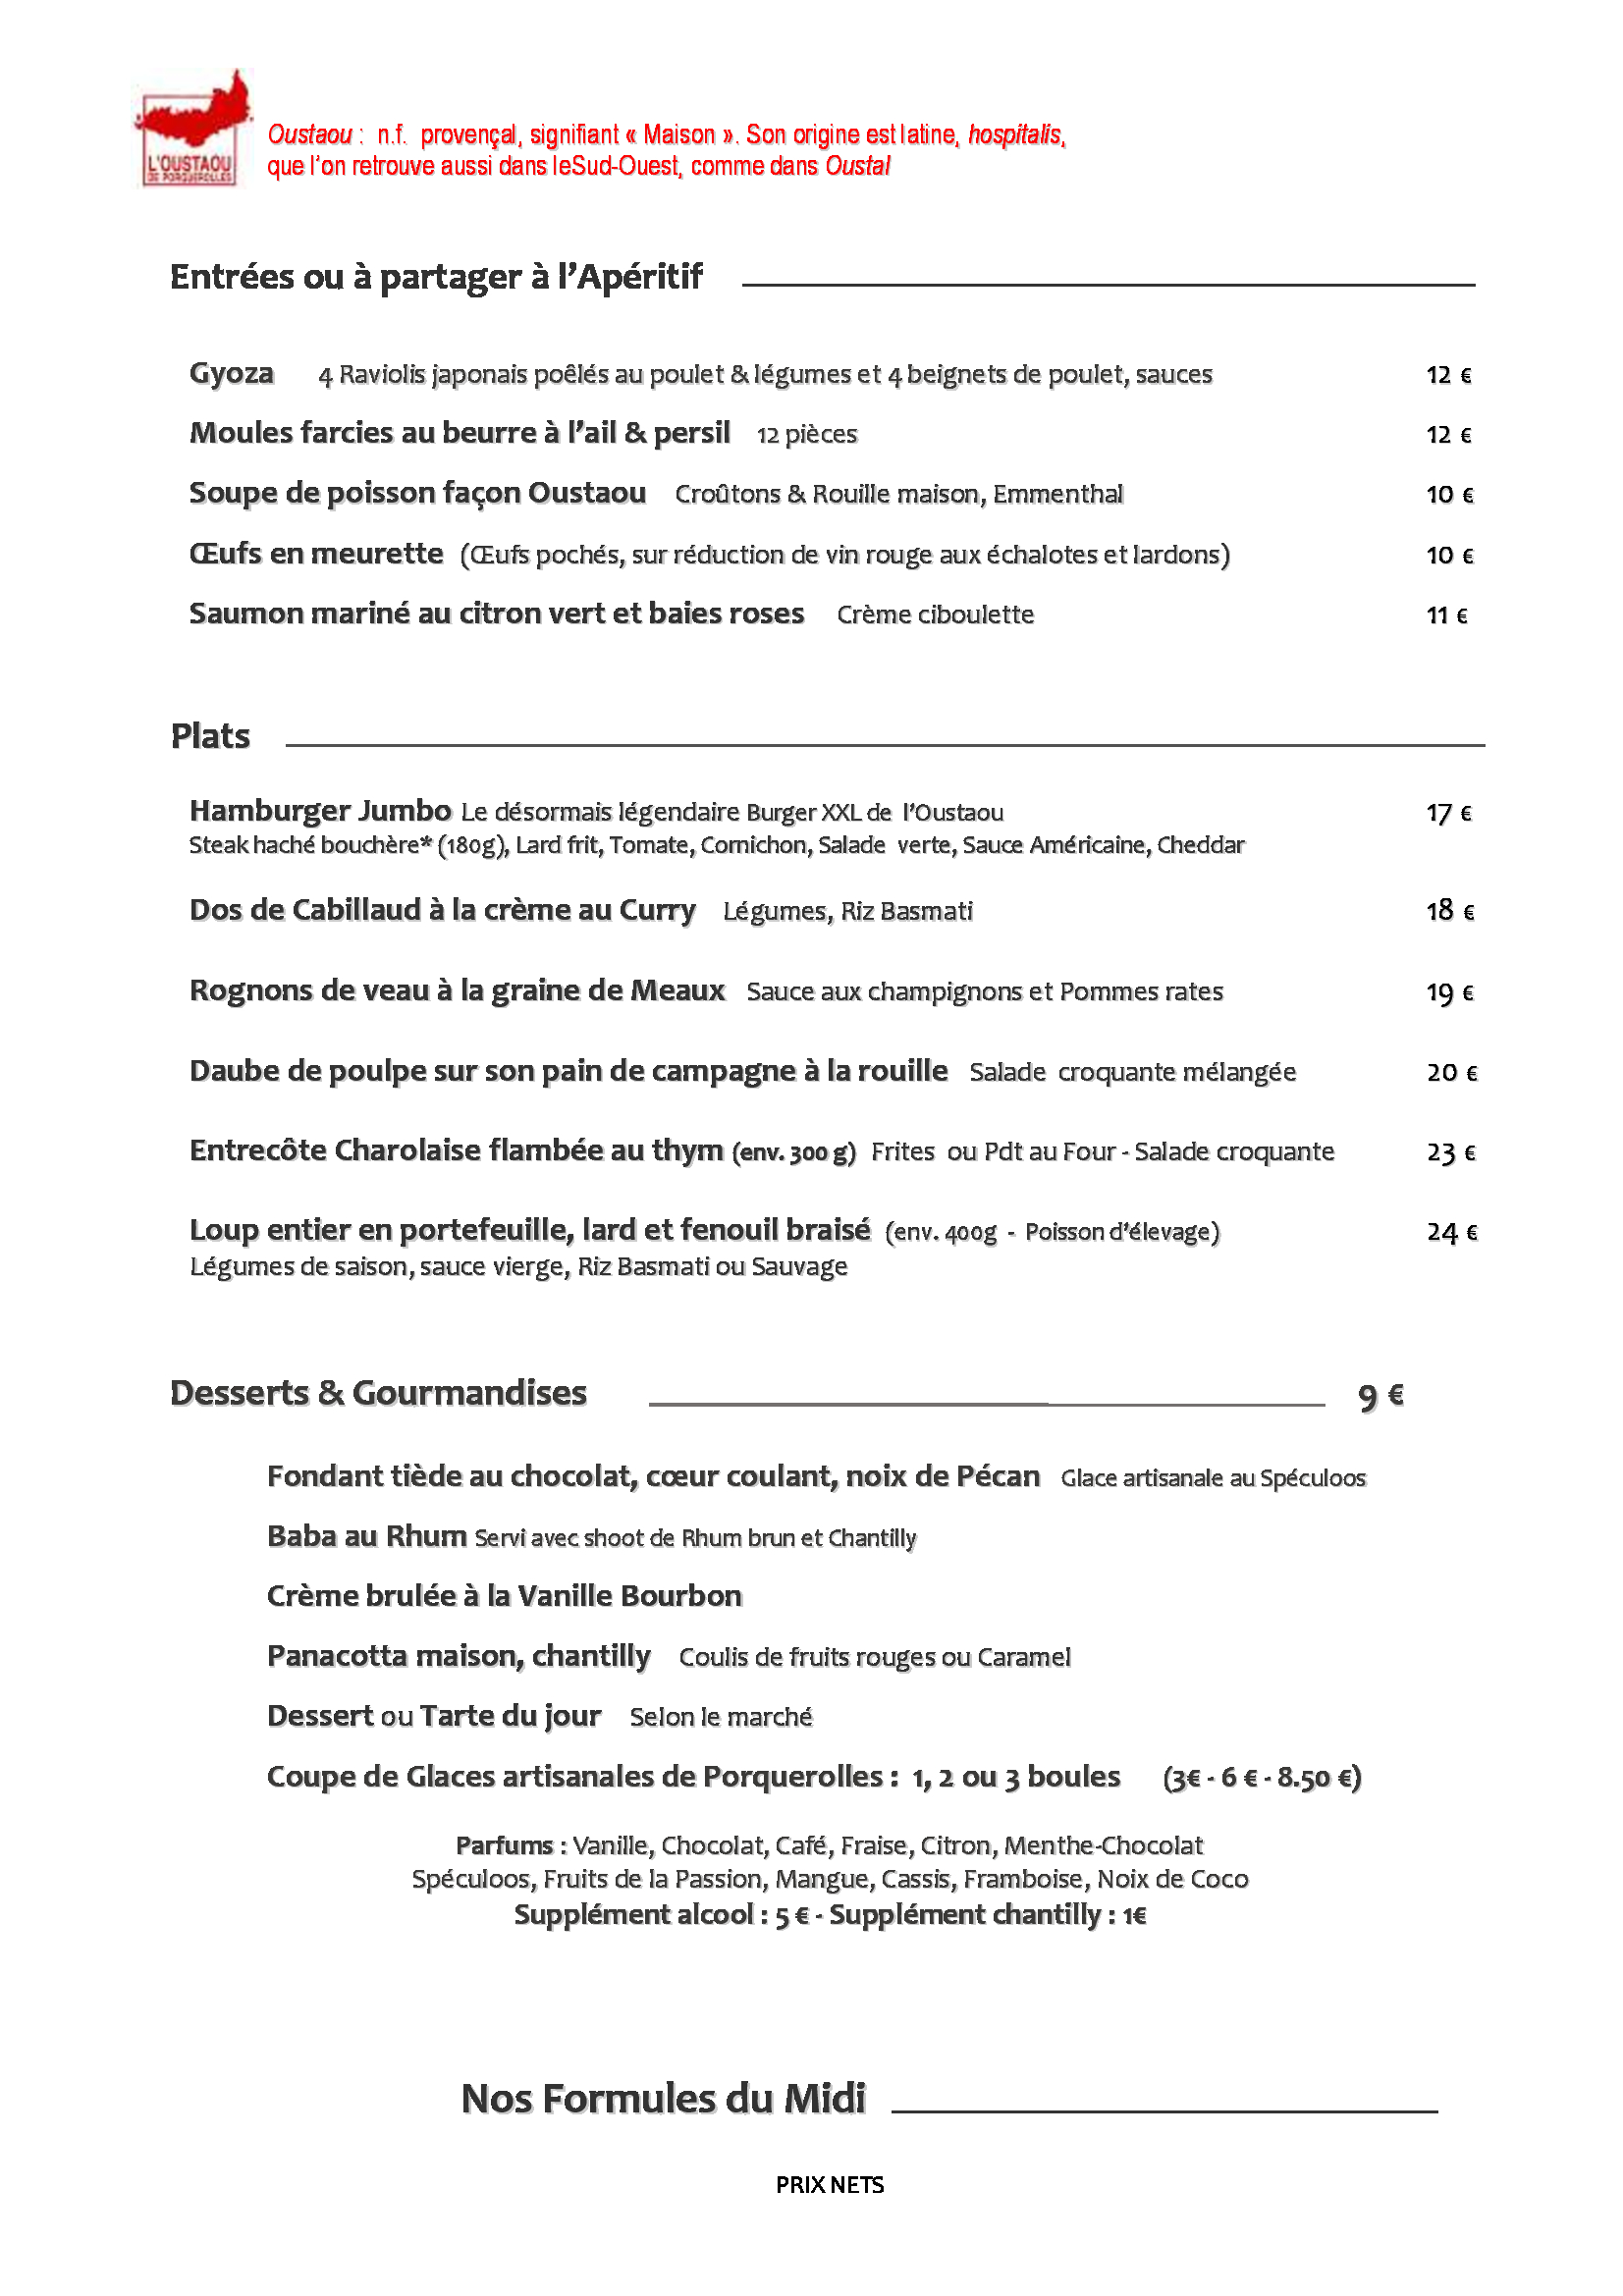 L'OUSTAOU
DE PORQUEROLLES
Oustaou : n.f. provençal, signifiant « Maison ». Son origine est latine, hospitalis,
que l'on retrouve aussi dans leSud-Ouest, comme dans Oustal
Entrées ou à partager à l'Apéritif
Gyoza 4 Raviolis japonais poêlés au poulet & légumes et 4 beignets de poulet, sauces 12 €
Moules farcies au beurre à l'ail & persil 12 pièces 12 €
Soupe de poisson façon Oustaou Croûtons & Rouille maison, Emmenthal 10 €
Œufs en meurette (Œufs pochés, sur réduction de vin rouge aux échalotes et lardons) 10 €
Saumon mariné au citron vert et baies roses Crème ciboulette 11 €
Plats
Hamburger Jumbo Le désormais légendaire Burger XXL de l'Oustaou 17 €
Steak haché bouchère* (180g), Lard frit, Tomate, Cornichon, Salade verte, Sauce Américaine, Cheddar
Dos de Cabillaud à la crème au Curry Légumes, Riz Basmati 18 €
Rognons de veau à la graine de Meaux Sauce aux champignons et Pommes rates 19 €
Daube de poulpe sur son pain de campagne à la rouille Salade croquante mélangée 20 €
Entrecôte Charolaise flambée au thym (env. 300 g) Frites ou Pdt au Four - Salade croquante 23 €
Loup entier en portefeuille, lard et fenouil braisé (env. 400g - Poisson d'élevage) 24 €
Légumes de saison, sauce vierge, Riz Basmati ou Sauvage
Desserts & Gourmandises 9 €
Fondant tiède au chocolat, cœur coulant, noix de Pécan Glace artisanale au Spéculoos
Baba au Rhum Servi avec shoot de Rhum brun et Chantilly
Crème brulée à la Vanille Bourbon
Panacotta maison, chantilly Coulis de fruits rouges ou Caramel
Dessert ou Tarte du jour Selon le marché
Coupe de Glaces artisanales de Porquerolles : 1, 2 ou 3 boules (3€ - 6 € - 8.50 €)
Parfums : Vanille, Chocolat, Café, Fraise, Citron, Menthe-Chocolat
Spéculoos, Fruits de la Passion, Mangue, Cassis, Framboise, Noix de Coco
Supplément alcool : 5 € - Supplément chantilly : 1€
Nos Formules du Midi
PRIX NETS